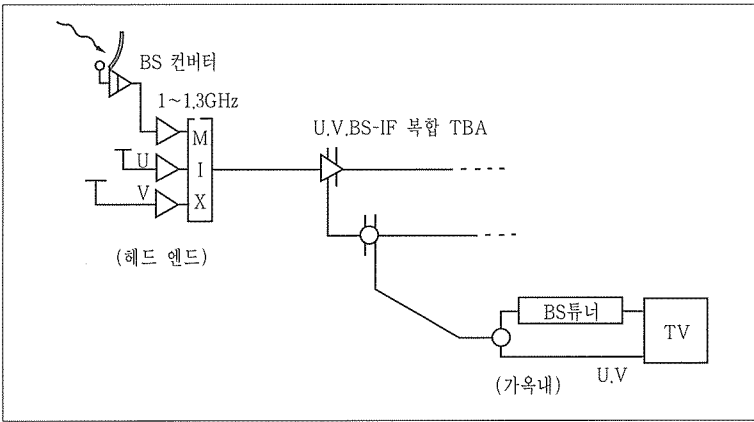 BS 컨버터
1~1.3GHz
U.V.BS-IF 복합 TBA
M
U
I
V
X
(헤드 엔드)
BS튜너
TV
(가옥내)
U.V